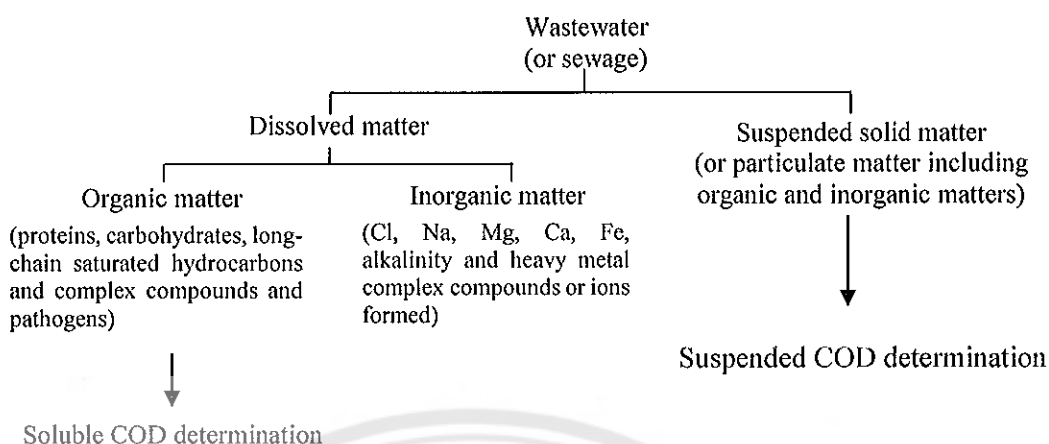 Wastewater
(or sewage)
Dissolved matter
Suspended solid matter
(or particulate matter including
organic and inorganic matters)
Organic matter
(proteins, carbohydrates, long-
chain saturated hydrocarbons
and complex compounds and
pathogens)
Inorganic matter
(Cl, Na, Mg, Ca, Fe,
alkalinity and heavy metal
complex compounds or ions
formed)
Suspended COD determination
Soluble COD determination